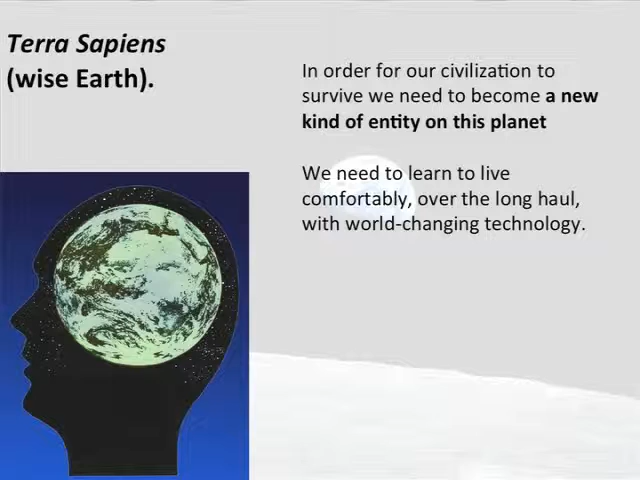 Terra Sapiens
(wise Earth).
In order for our civilization to
survive we need to become a new
kind of entity on this planet
We need to learn to live
comfortably, over the long haul,
with world-changing technology.